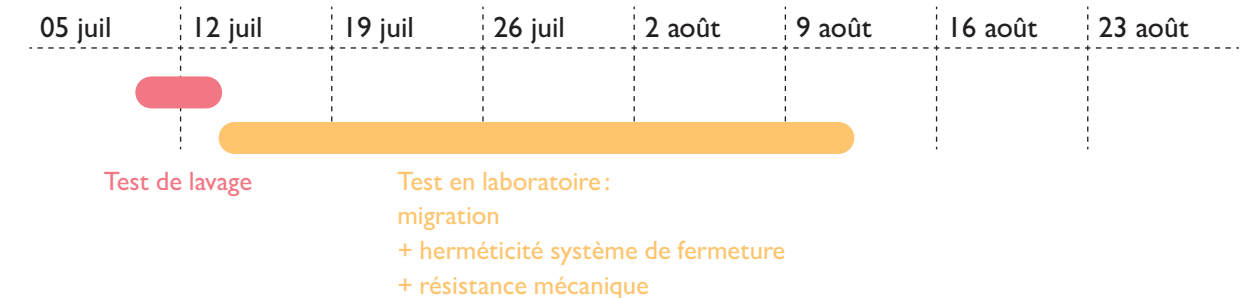 05 juil 12 juil 19 juil 26 juil 2 août 9 août 16 août 23 août
Test de lavage
Test en laboratoire :
migration
+ herméticité système de fermeture
+ résistance mécanique